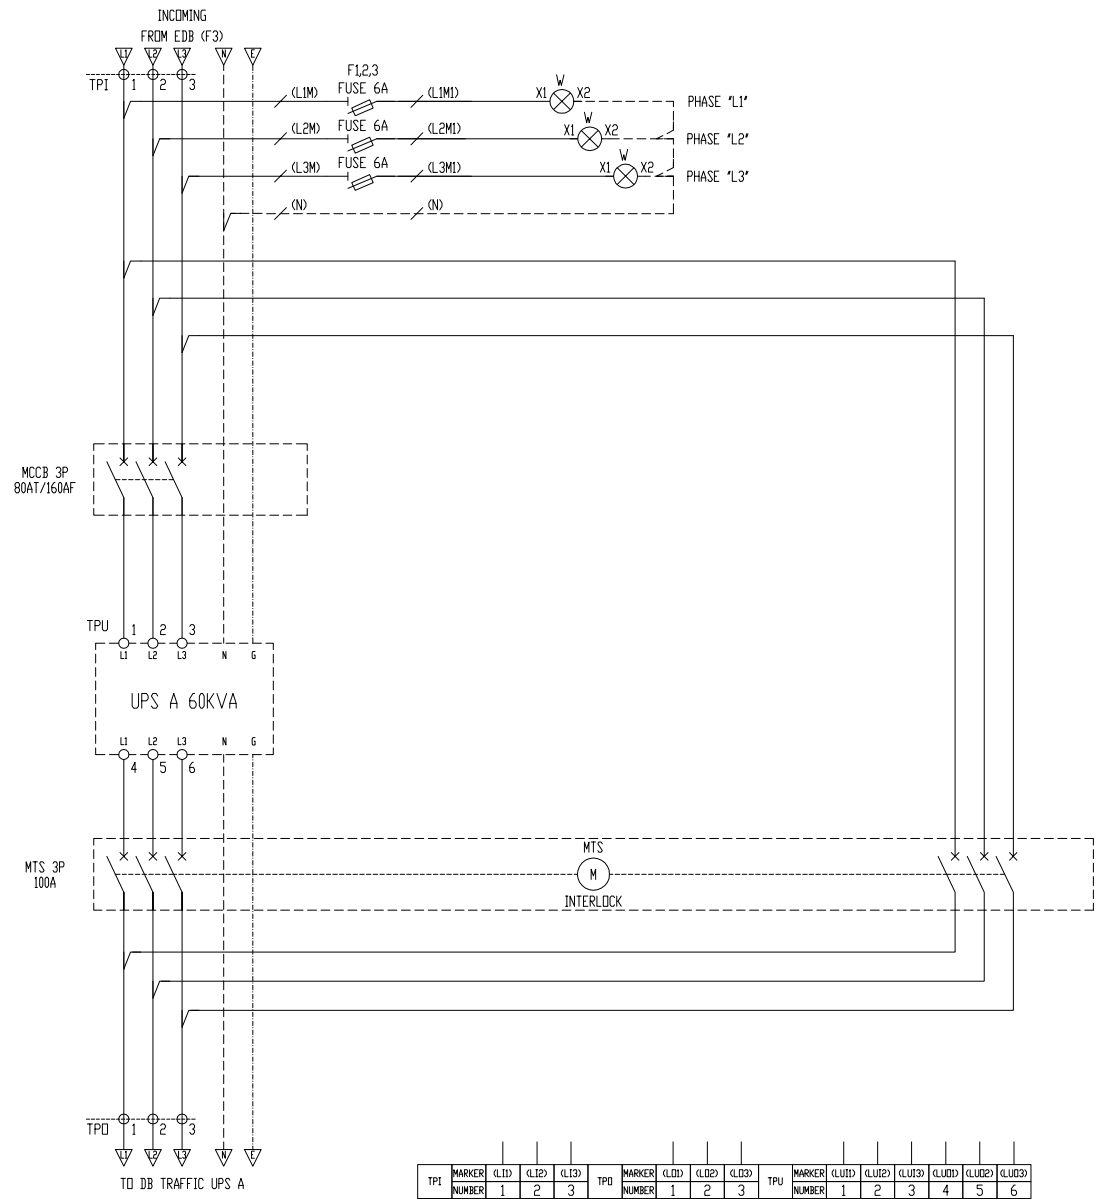 INCOMING
FROM EDB (F3)
L1 L2 L3 N E
TPI 1 2 3
F1,2,3
(L1M) FUSE 6A (L1M1) X1 W X2 PHASE "L1"
(L2M) FUSE 6A (L2M1) X1 W X2 PHASE "L2"
(L3M) FUSE 6A (L3M1) X1 W X2 PHASE "L3"
(N) (N)
MCCB 3P
80AT/160AF
TPU 1 2 3
L1 L2 L3 N G
UPS A 60KVA
L1 L2 L3 N G
4 5 6
MTS 3P
100A
MTS
M
INTERLOCK
TPO 1 2 3
L1 L2 L3 N E
TO DB TRAFFIC UPS A
TPI MARKER (LI1) (LI2) (LI3) TPO MARKER (LO1) (LO2) (LO3) TPU MARKER (LUI1) (LUI2) (LUI3) (LUO1) (LUO2) (LUO3)
NUMBER 1 2 3 NUMBER 1 2 3 NUMBER 1 2 3 4 5 6